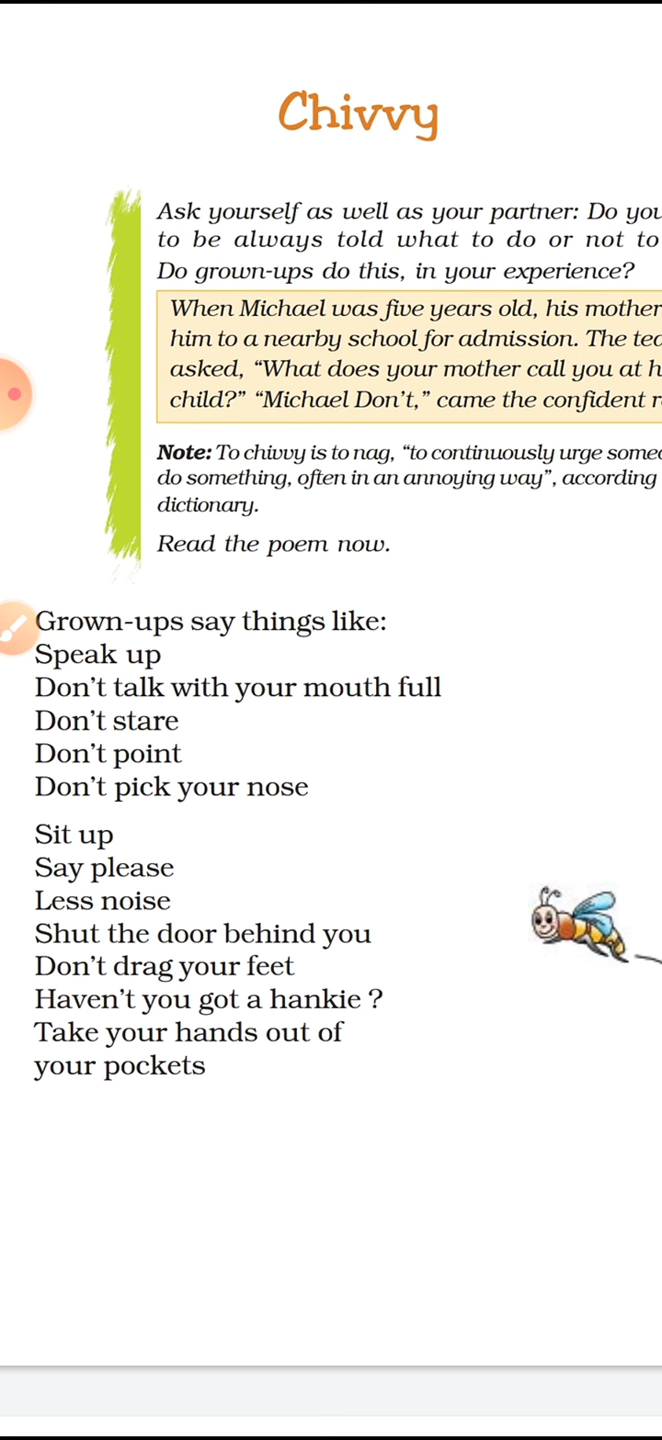 Chivvy
Ask yourself as well as your partner: Do you
to be always told what to do or not to
Do grown-ups do this, in your experience?
When Michael was five years old, his mother
him to a nearby school for admission. The
asked, “What does your mother call you at
child?” “Michael Don’t,” came the confident
Note: To chivvy is to nag, “to continuously urge
do something, often in an annoying way”, according
dictionary.
Read the poem now.
Grown-ups say things like:
Speak up
Don’t talk with your mouth full
Don’t stare
Don’t point
Don’t pick your nose
Sit up
Say please
Less noise
Shut the door behind you
Don’t drag your feet
Haven’t you got a hankie ?
Take your hands out of
your pockets